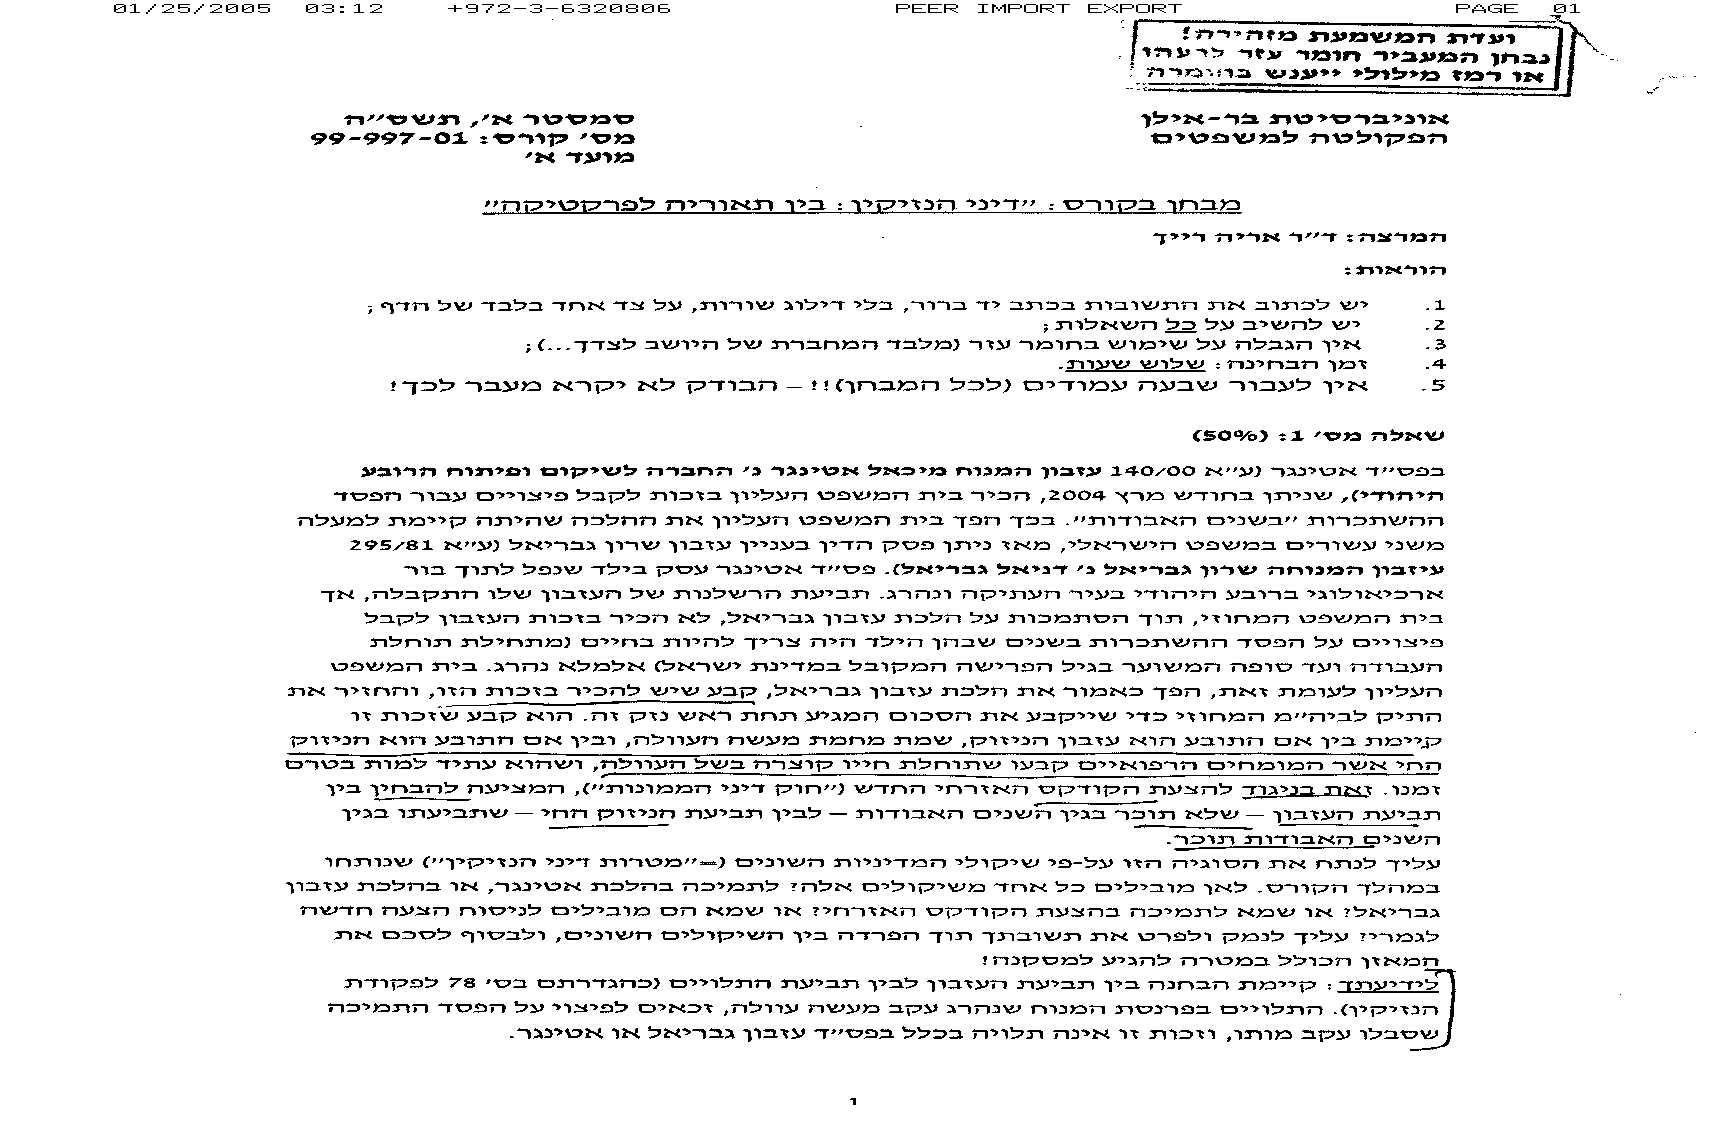 01/25/2005 03:12 +972-3-6320806 PEER IMPORT EXPORT PAGE 01
ועדת המשמעת מזהירה!
נבחן המעביר חומר עזר לרעהו
או רמז מילולי ייענש בחומרה
אוניברסיטת בר-אילן
הפקולטה למשפטים
סמסטר א', תשס"ה
מס' קורס: 99-997-01
מועד א'
מבחן בקורס: "דיני הנזיקין: בין תאוריה לפרקטיקה"
המרצה: ד"ר אריה רייך
הוראות:
1. יש לכתוב את התשובות בכתב יד ברור, בלי דילוג שורות, על צד אחד בלבד של הדף;
2. יש להשיב על כל השאלות;
3. אין הגבלה על שימוש בחומר עזר (מלבד המחברת של היושב לצדך...);
4. זמן הבחינה: שלוש שעות.
5. אין לעבור שבעה עמודים (לכל המבחן)!! – הבודק לא יקרא מעבר לכך!
שאלה מס' 1: (50%)
בפס"ד אטינגר (ע"א 140/00 עזבון המנוח מיכאל אטינגר נ' החברה לשיקום ופיתוח הרובע
היהודי), שניתן בחודש מרץ 2004, הכיר בית המשפט העליון בזכות לקבל פיצויים עבור הפסד
ההשתכרות "בשנים האבודות". בכך הפך בית המשפט העליון את ההלכה שהיתה קיימת למעלה
משני עשורים במשפט הישראלי, מאז ניתן פסק הדין בעניין עזבון שרון גבריאל (ע"א 295/81
עיזבון המנוחה שרון גבריאל נ' דניאל גבריאל). פס"ד אטינגר עסק בילד שנפל לתוך בור
ארכיאולוגי ברובע היהודי בעיר העתיקה ונהרג. תביעת הרשלנות של העזבון שלו התקבלה, אך
בית המשפט המחוזי, תוך הסתמכות על הלכת עזבון גבריאל, לא הכיר בזכות העזבון לקבל
פיצויים על הפסד ההשתכרות בשנים שבהן הילד היה צריך להיות בחיים (מתחילת תוחלת
העבודה ועד סופה המשוער בגיל הפרישה המקובל במדינת ישראל) אלמלא נהרג. בית המשפט
העליון לעומת זאת, הפך כאמור את הלכת עזבון גבריאל, קבע שיש להכיר בזכות הזו, והחזיר את
התיק לביה"מ המחוזי כדי שייקבע את הסכום המגיע תחת ראש נזק זה. הוא קבע שזכות זו
קיימת בין אם התובע הוא עזבון הניזוק, שמת מחמת מעשה העוולה, ובין אם התובע הוא הניזוק
החי אשר המומחים הרפואיים קבעו שתוחלת חייו קוצרה בשל העוולה, ושהוא עתיד למות בטרם
זמנו. זאת בניגוד להצעת הקודקס האזרחי החדש ("חוק דיני הממונות"), המציעה להבחין בין
תביעת העזבון – שלא תוכר בגין השנים האבודות – לבין תביעת הניזוק החי – שתביעתו בגין
השנים האבודות תוכר.
עליך לנתח את הסוגיה הזו על-פי שיקולי המדיניות השונים (="מטרות דיני הנזיקין") שנותחו
במהלך הקורס. לאן מובילים כל אחד משיקולים אלה? לתמיכה בהלכת אטינגר, או בהלכת עזבון
גבריאל? או שמא לתמיכה בהצעת הקודקס האזרחי? או שמא הם מובילים לניסוח הצעה חדשה
לגמרי? עליך לנמק ולפרט את תשובתך תוך הפרדה בין השיקולים השונים, ולבסוף לסכם את
המאזן הכולל במטרה להגיע למסקנה!
לידיעתך: קיימת הבחנה בין תביעת העזבון לבין תביעת התלויים (כהגדרתם בס' 78 לפקודת
הנזיקין). התלויים בפרנסת המנוח שנהרג עקב מעשה עוולה, זכאים לפיצוי על הפסד התמיכה
שסבלו עקב מותו, וזכות זו אינה תלויה בכלל בפס"ד עזבון גבריאל או אטינגר.
1